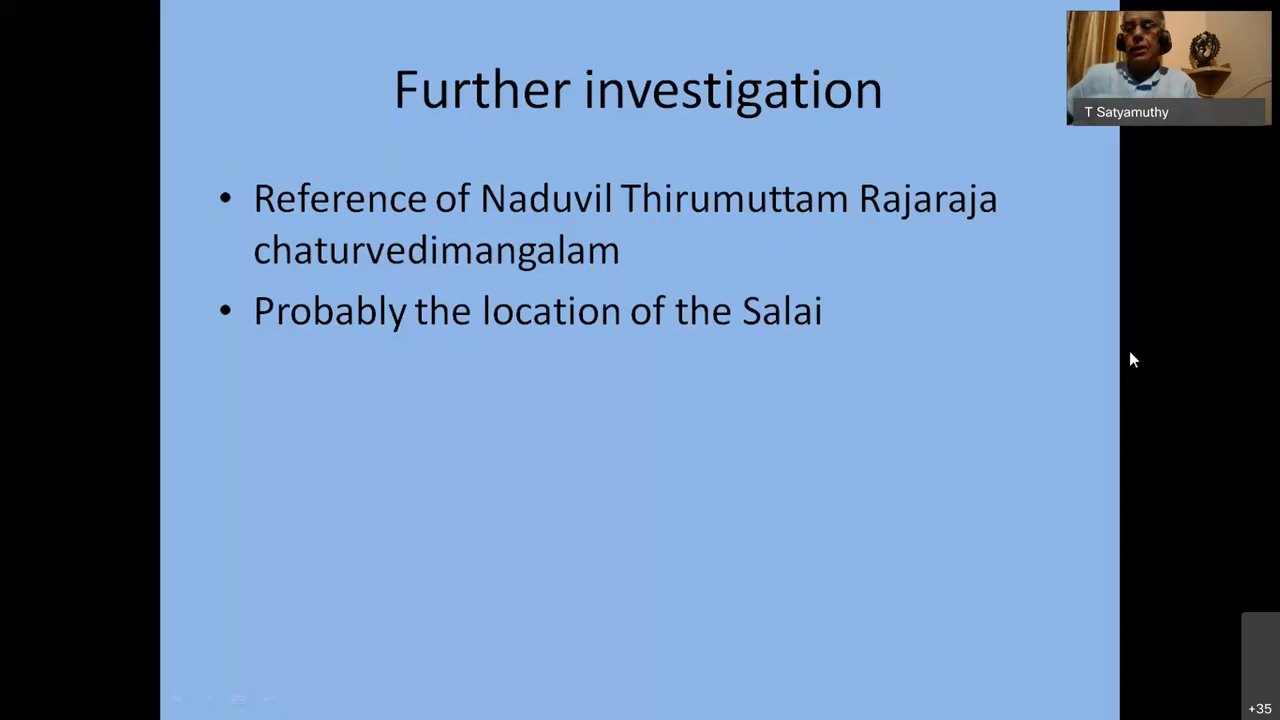 Further investigation
T Satyamuthy
• Reference of Naduvil Thirumuttam Rajaraja
chaturvedimangalam
• Probably the location of the Salai
+35